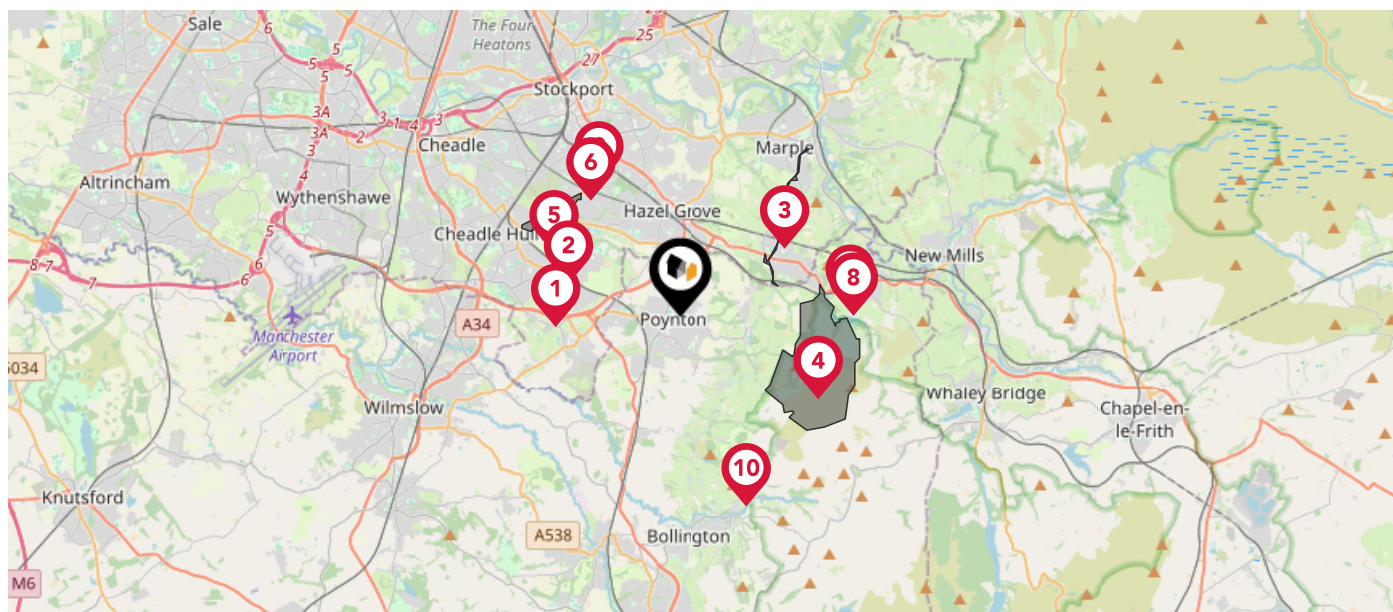 Sale
6
The Four
Heatons
25
5
5
5
5
27
Stockport
3A
3
1
4
3
2
3A
Cheadle
Marple
3
6
4
Altrincham
Wythenshawe
3
5
Hazel Grove
5
Cheadle Hul
2
New Mills
8
7
6
6
7
8
1
Poynton
Manchester
Airport
A34
4
5034
Whaley Bridge
Wilmslow
Chapel-en-
le-Frith
10
Knutsford
A538
Bollington
M6